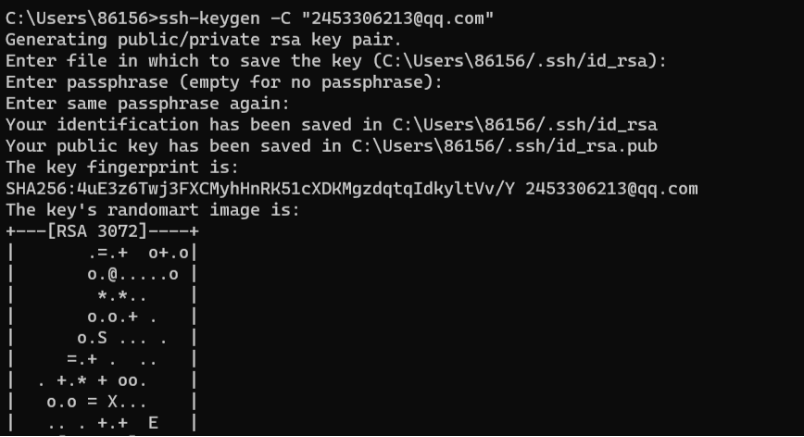 C:\Users\86156>ssh-keygen -C "2453306213@qq.com"
Generating public/private rsa key pair.
Enter file in which to save the key (C:\Users\86156/.ssh/id_rsa):
Enter passphrase (empty for no passphrase):
Enter same passphrase again:
Your identification has been saved in C:\Users\86156/.ssh/id_rsa
Your public key has been saved in C:\Users\86156/.ssh/id_rsa.pub
The key fingerprint is:
SHA256:4uE3z6Twj3FXCMyhHnRK51cXDKMgzdqtqIdkyltVv/Y 2453306213@qq.com
The key's randomart image is:
+---[RSA 3072]----+
|       .=.+  o+.o|
|       o.@.....o |
|        *.*..    |
|       o.o.+ .   |
|      o.S ... .  |
|     =.+ .  ..   |
|  . +.* + oo.    |
|   o.o = X...    |
|   .. . +.+  E   |